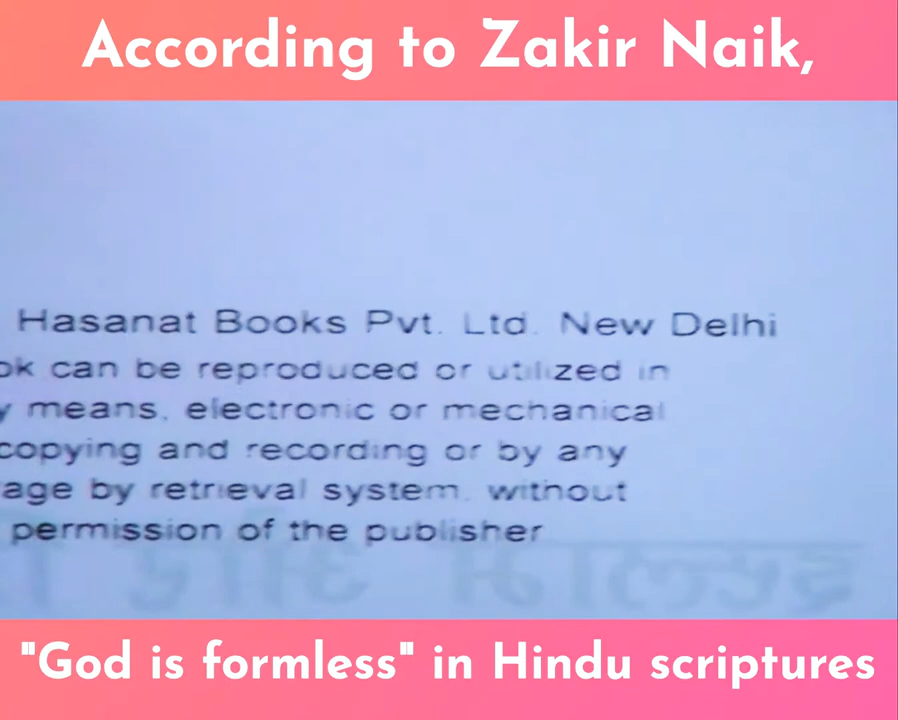 According to Zakir Naik,
Hasanat Books Pvt. Ltd. New Delhi
can be reproduced or utilized in
means, electronic or mechanical
copying and recording or by any
by retrieval system, without
permission of the publisher
"God is formless" in Hindu scriptures